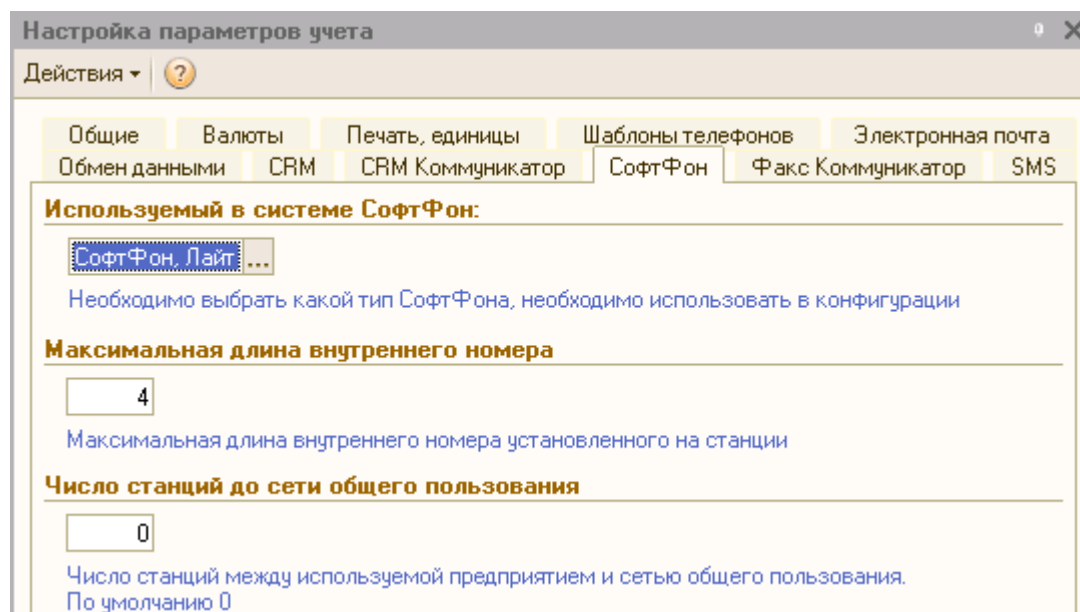 Настройка параметров учета
Действия ?
Общие Валюты Печать, единицы Шаблоны телефонов Электронная почта
Обмен данными CRM CRM Коммуникатор СофтФон Факс Коммуникатор SMS
Используемый в системе СофтФон:
СофтФон, Лайт ...
Необходимо выбрать какой тип СофтФона, необходимо использовать в конфигурации
Максимальная длина внутреннего номера
4
Максимальная длина внутреннего номера установленного на станции
Число станций до сети общего пользования
0
Число станций между используемой предприятием и сетью общего пользования.
По умолчанию 0